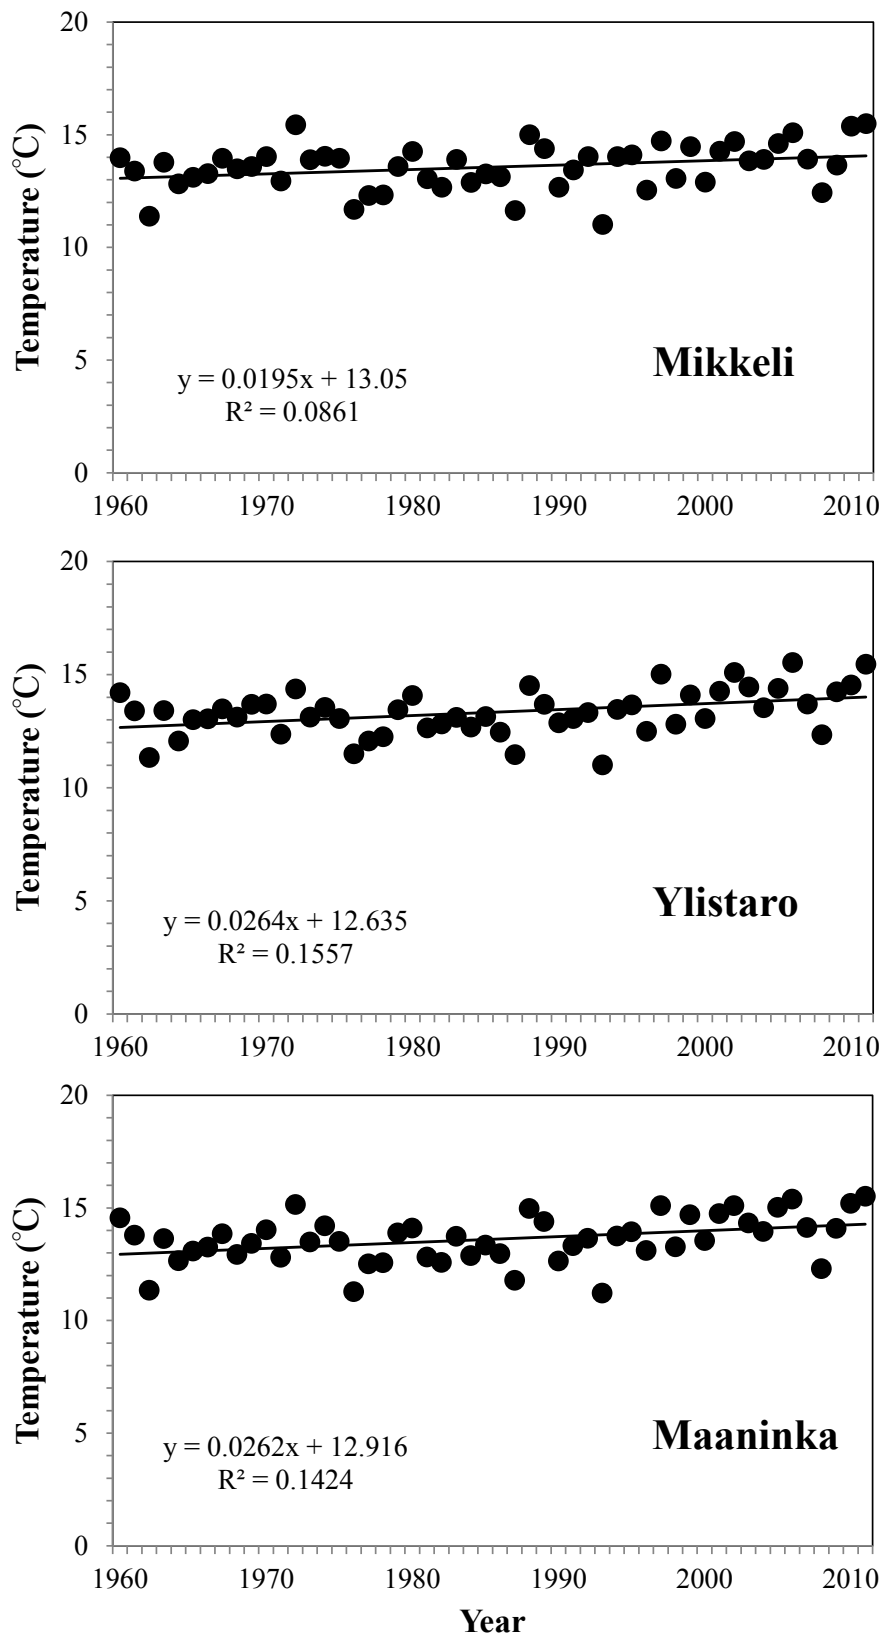 20
15
10
5
0
Temperature (°C)
Mikkeli
y = 0.0195x + 13.05
R² = 0.0861
1960 1970 1980 1990 2000 2010
20
15
10
5
0
Temperature (°C)
Ylistaro
y = 0.0264x + 12.635
R² = 0.1557
1960 1970 1980 1990 2000 2010
20
15
10
5
0
Temperature (°C)
Maaninka
y = 0.0262x + 12.916
R² = 0.1424
1960 1970 1980 1990 2000 2010
Year